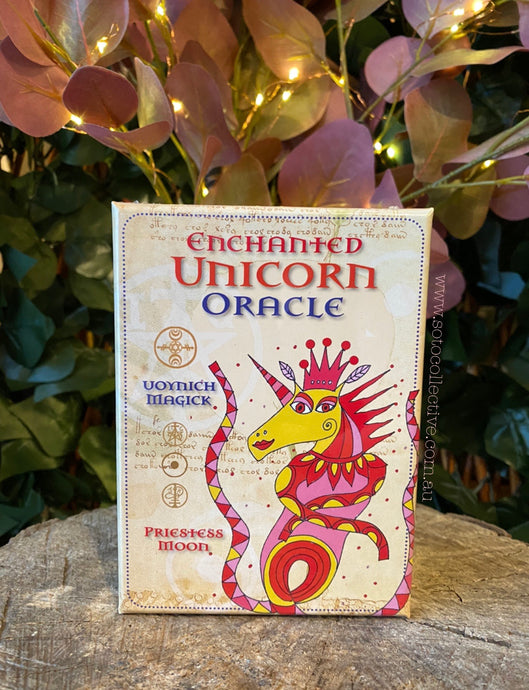 ENCHANTED
UNICORN
ORACLE
VOYNICH
MAGICK
PRIESTESS
MOON
www.sotocollective.com.au